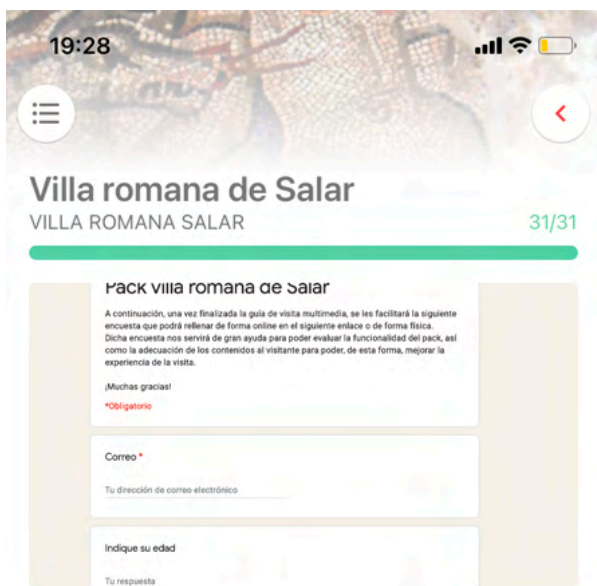 19:28
Villa romana de Salar
VILLA ROMANA SALAR
31/31
Pack villa romana de Salar
A continuación, una vez finalizada la guía de visita multimedia, se les facilitará la siguiente
encuesta que podrá rellenar de forma online en el siguiente enlace o de forma física.
Dicha encuesta nos servirá de gran ayuda para poder evaluar la funcionalidad del pack, así
como la adecuación de los contenidos al visitante para poder, de esta forma, mejorar la
experiencia de la visita.
¡Muchas gracias!
*Obligatorio
Correo *
Tu dirección de correo electrónico
Indique su edad
Tu respuesta